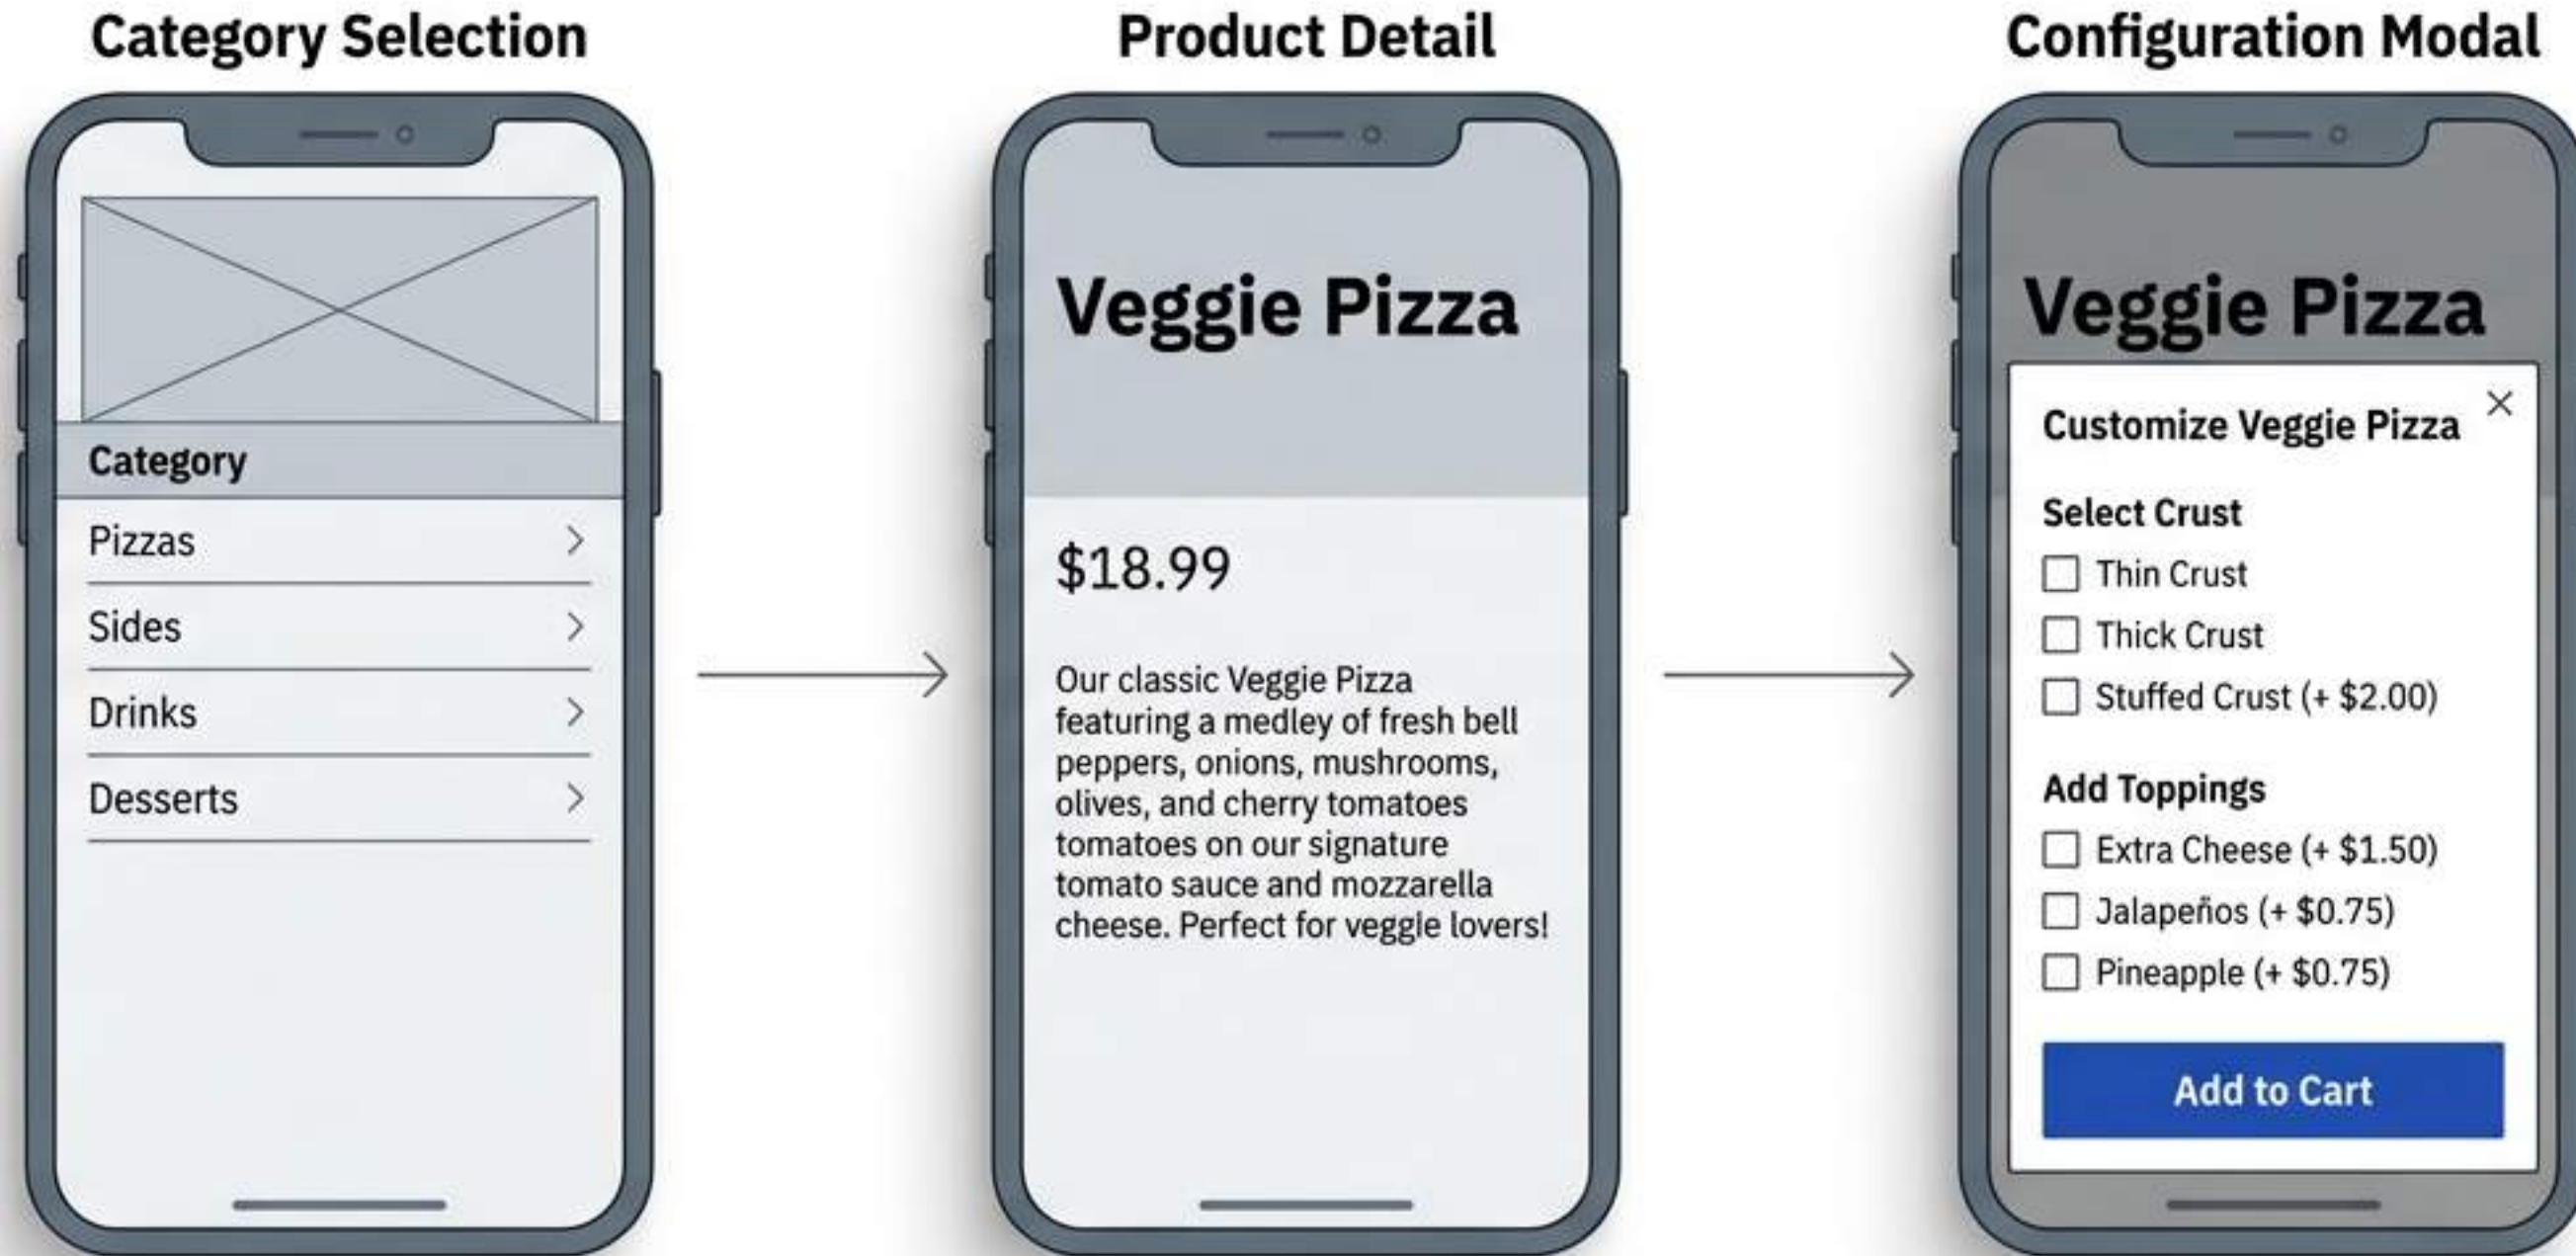 Category Selection
Category
Pizzas
Sides
Drinks
Desserts
Product Detail
Veggie Pizza
$18.99
Our classic Veggie Pizza
featuring a medley of fresh bell
peppers, onions, mushrooms,
olives, and cherry tomatoes
tomatoes on our signature
tomato sauce and mozzarella
cheese. Perfect for veggie lovers!
Configuration Modal
Veggie Pizza
Customize Veggie Pizza
Select Crust
Thin Crust
Thick Crust
Stuffed Crust (+ $2.00)
Add Toppings
Extra Cheese (+ $1.50)
Jalapeños (+ $0.75)
Pineapple (+ $0.75)
Add to Cart